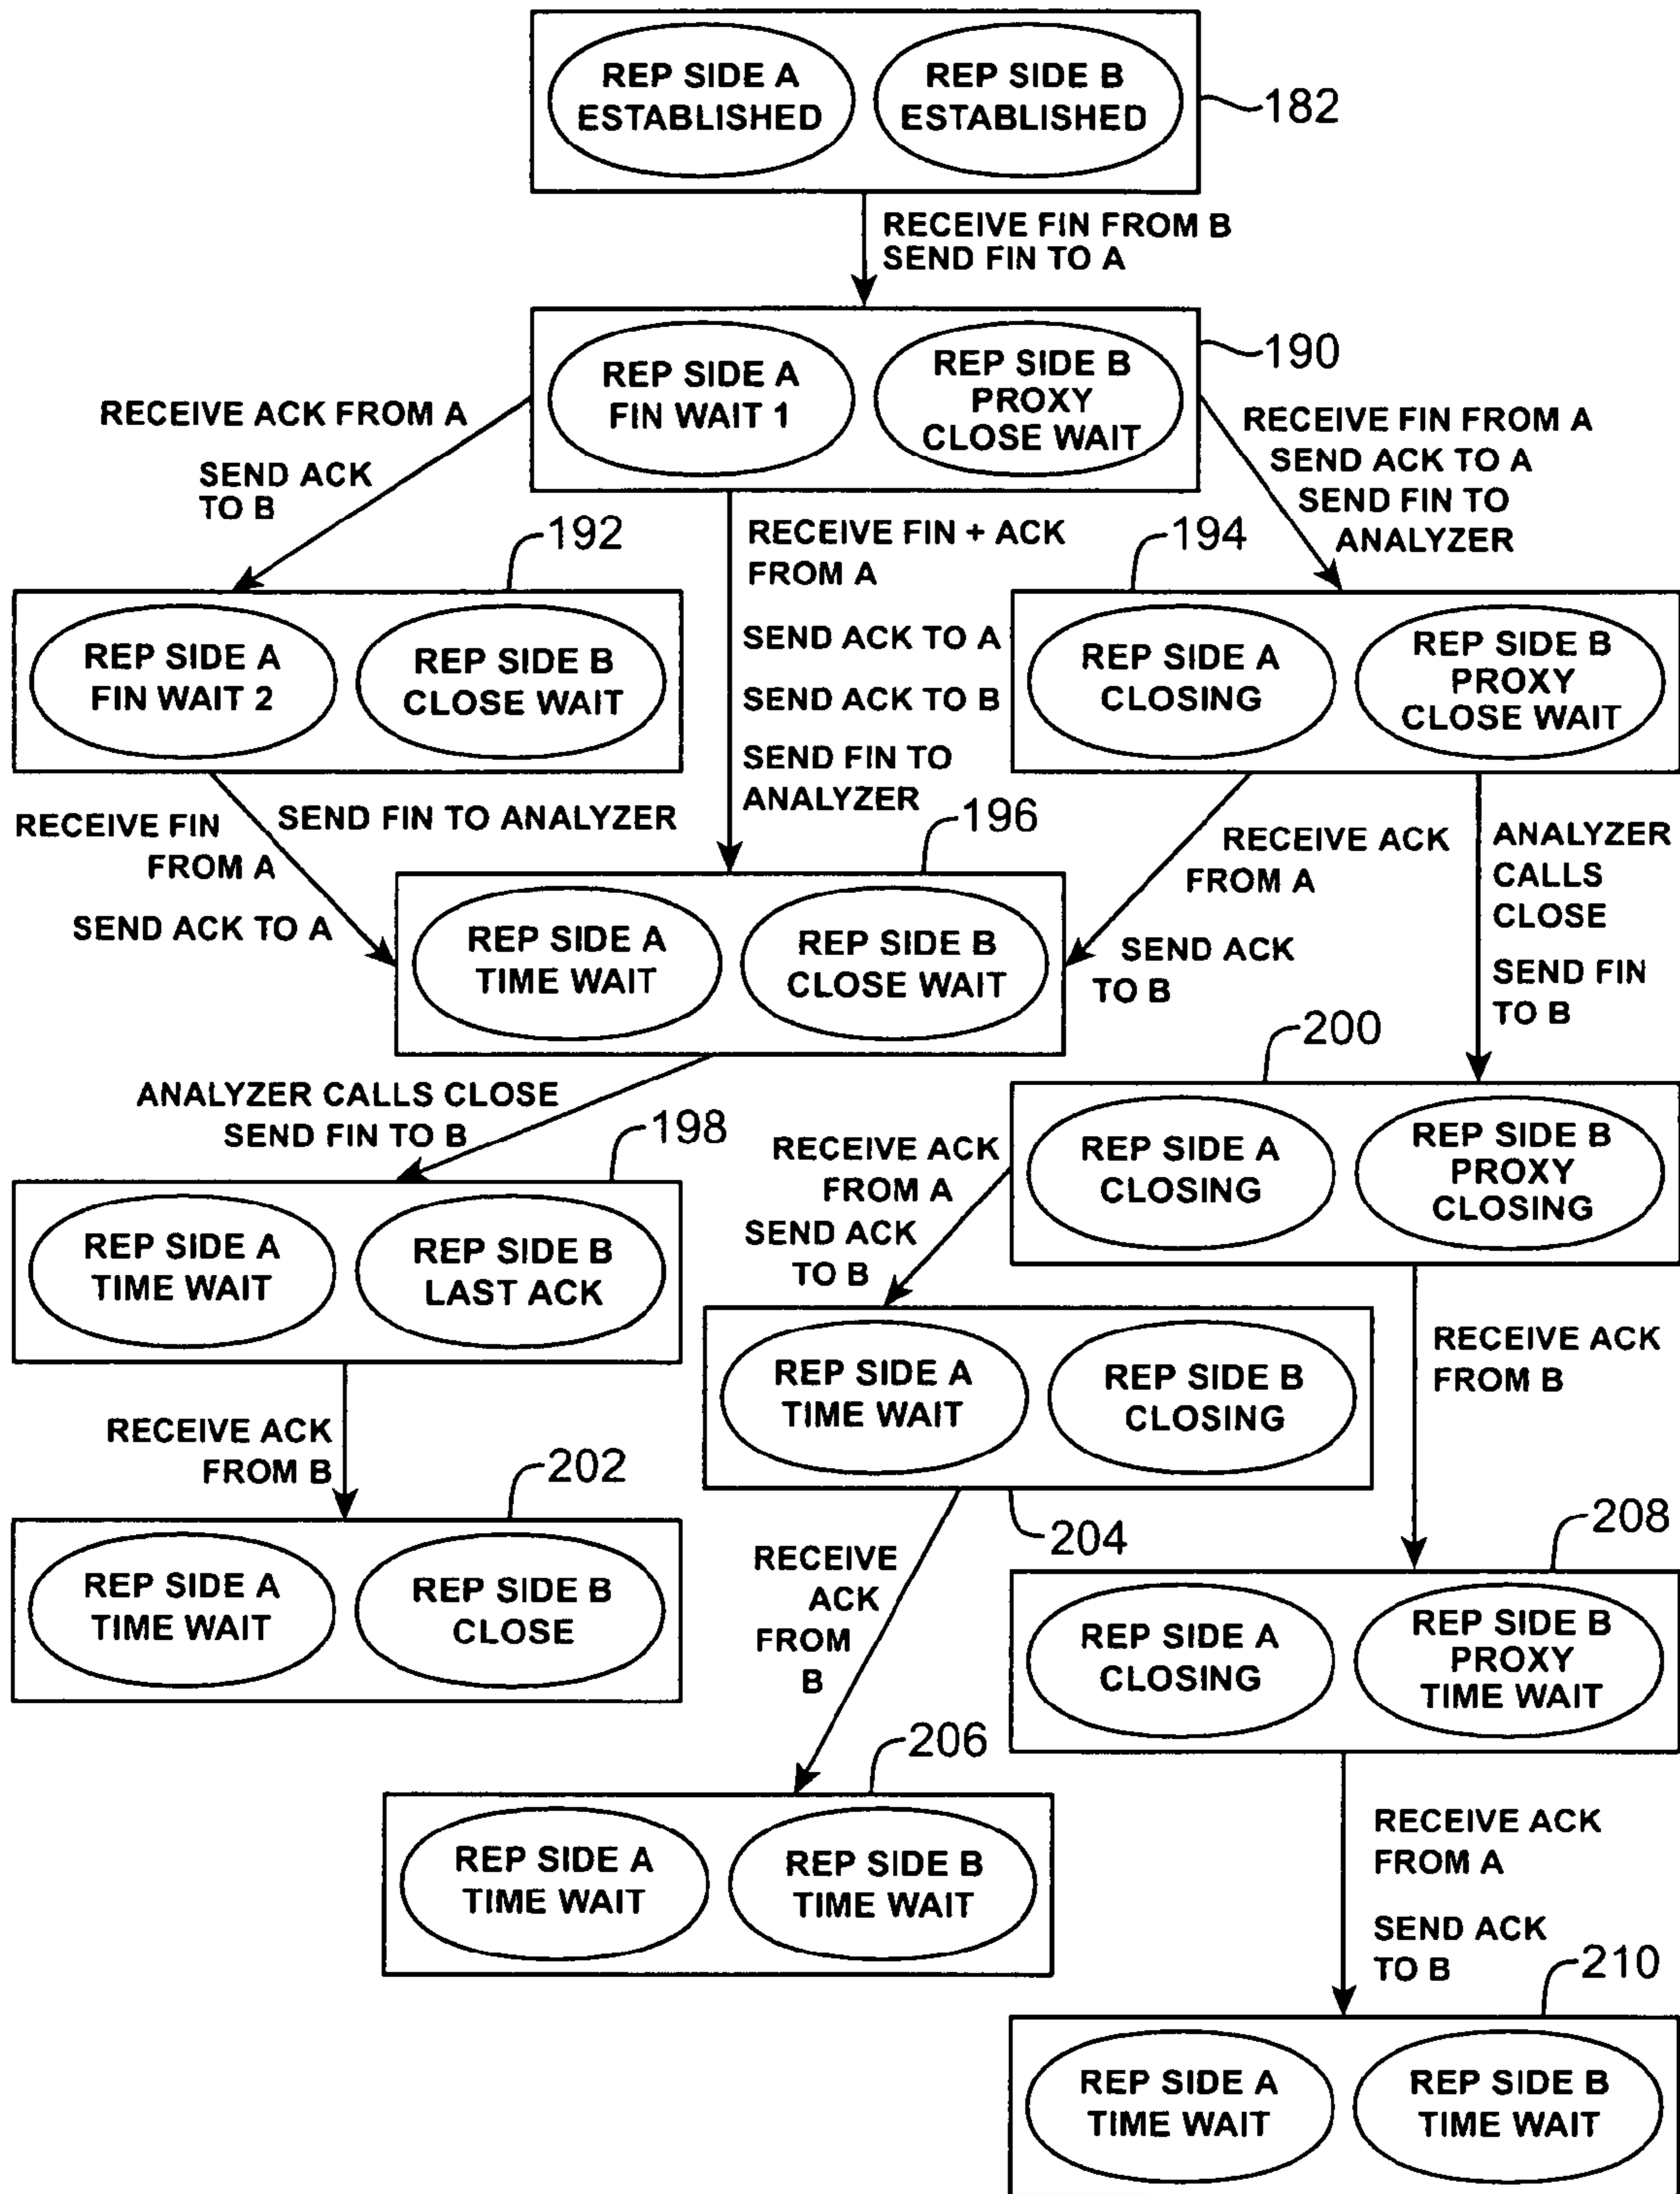 REP SIDE A
ESTABLISHED
REP SIDE B
ESTABLISHED
182
RECEIVE FIN FROM B
SEND FIN TO A
REP SIDE A
FIN WAIT 1
REP SIDE B
PROXY
CLOSE WAIT
190
RECEIVE ACK FROM A
SEND ACK
TO B
RECEIVE FIN + ACK
FROM A
SEND ACK TO A
SEND ACK TO B
SEND FIN TO
ANALYZER
RECEIVE FIN FROM A
SEND ACK TO A
SEND FIN TO
ANALYZER
192
REP SIDE A
FIN WAIT 2
REP SIDE B
CLOSE WAIT
194
REP SIDE A
CLOSING
REP SIDE B
PROXY
CLOSE WAIT
RECEIVE FIN
FROM A
SEND FIN TO ANALYZER
SEND ACK TO A
196
REP SIDE A
TIME WAIT
REP SIDE B
CLOSE WAIT
RECEIVE ACK
FROM A
SEND ACK
TO B
ANALYZER
CALLS
CLOSE
SEND FIN
TO B
ANALYZER CALLS CLOSE
SEND FIN TO B
198
REP SIDE A
TIME WAIT
REP SIDE B
LAST ACK
200
REP SIDE A
CLOSING
REP SIDE B
PROXY
CLOSING
RECEIVE ACK
FROM A
SEND ACK
TO B
RECEIVE ACK
FROM B
202
REP SIDE A
TIME WAIT
REP SIDE B
CLOSE
REP SIDE A
TIME WAIT
REP SIDE B
CLOSING
204
RECEIVE ACK
FROM B
RECEIVE
ACK
FROM
B
208
REP SIDE A
CLOSING
REP SIDE B
PROXY
TIME WAIT
206
REP SIDE A
TIME WAIT
REP SIDE B
TIME WAIT
RECEIVE ACK
FROM A
SEND ACK
TO B
210
REP SIDE A
TIME WAIT
REP SIDE B
TIME WAIT